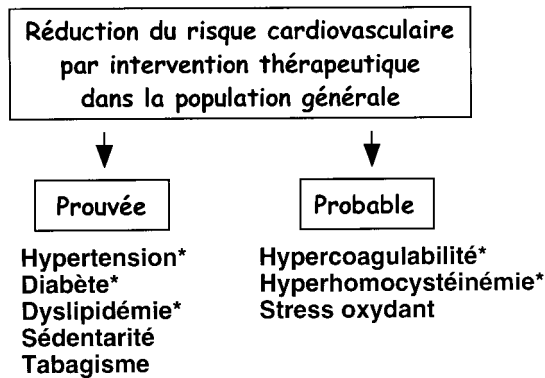 Réduction du risque cardiovasculaire
par intervention thérapeutique
dans la population générale
Prouvée
Hypertension*
Diabète*
Dyslipidémie*
Sédentarité
Tabagisme
Probable
Hypercoagulabilité*
Hyperhomocystéinémie*
Stress oxydant